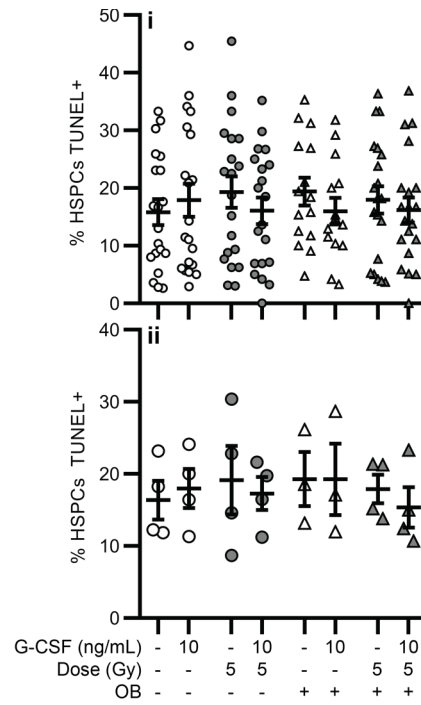 i
% HSPCs TUNEL+
50
40
30
20
10
0
ii
% HSPCs TUNEL+
40
30
20
10
0
G-CSF (ng/mL) - 10 - 10 - 10 - 10
Dose (Gy) - - 5 5 - - 5 5
OB - - - - + + + +